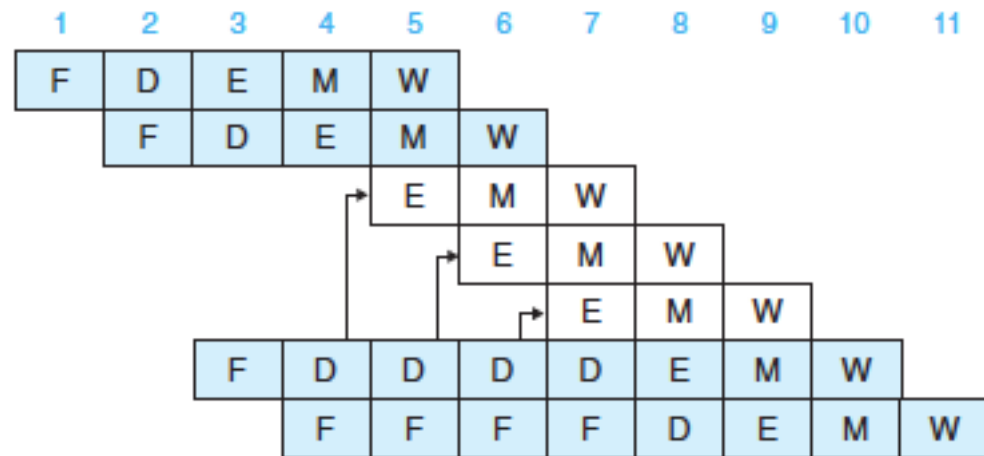 1 2 3 4 5 6 7 8 9 10 11
F D E M W
F D E M W
E M W
E M W
E M W
F D D D D E M W
F F F F D E M W